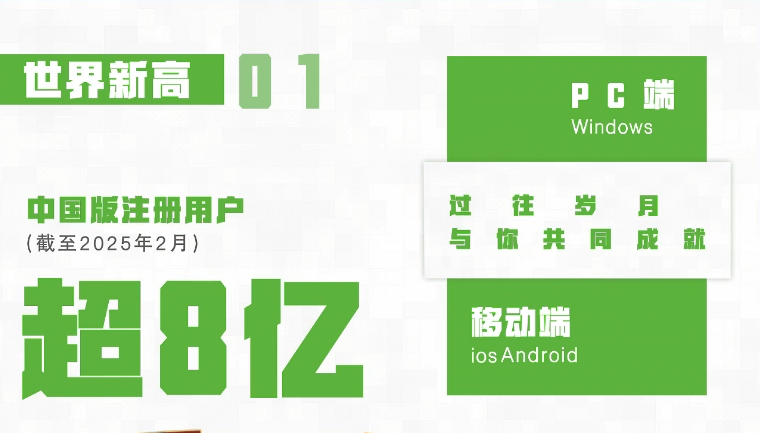 世界新高 01
中国版注册用户
(截至2025年2月)
超8亿
PC端
Windows
过往岁月
与你共同成就
移动端
ios Android